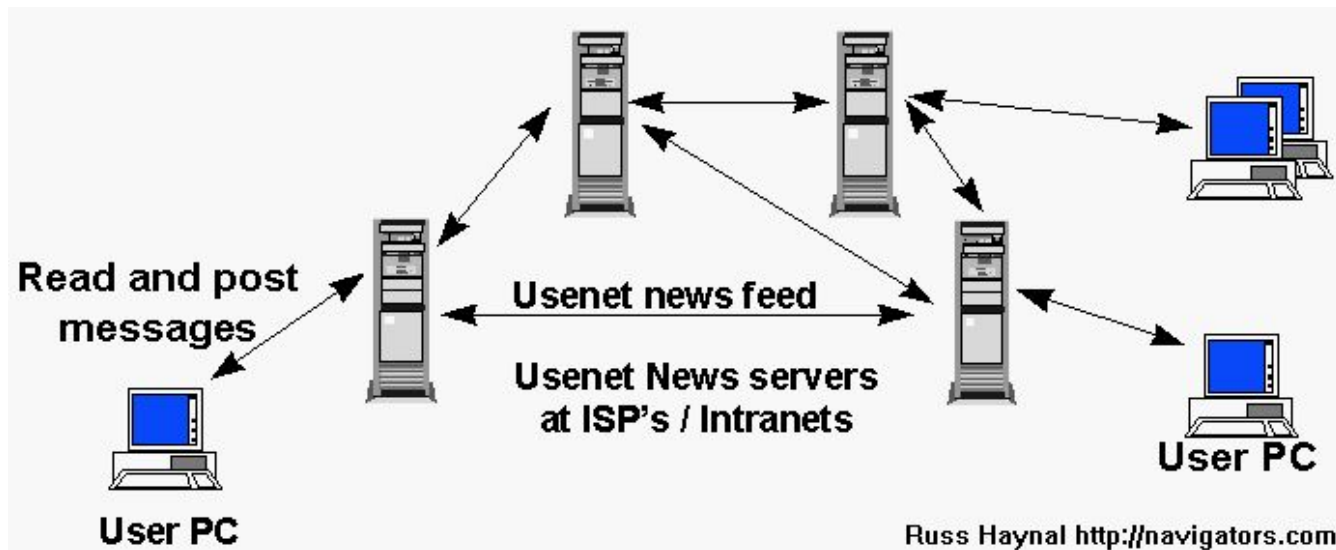 Read and post
messages
Usenet news feed
Usenet News servers
at ISP's / Intranets
User PC
User PC
Russ Haynal http://navigators.com